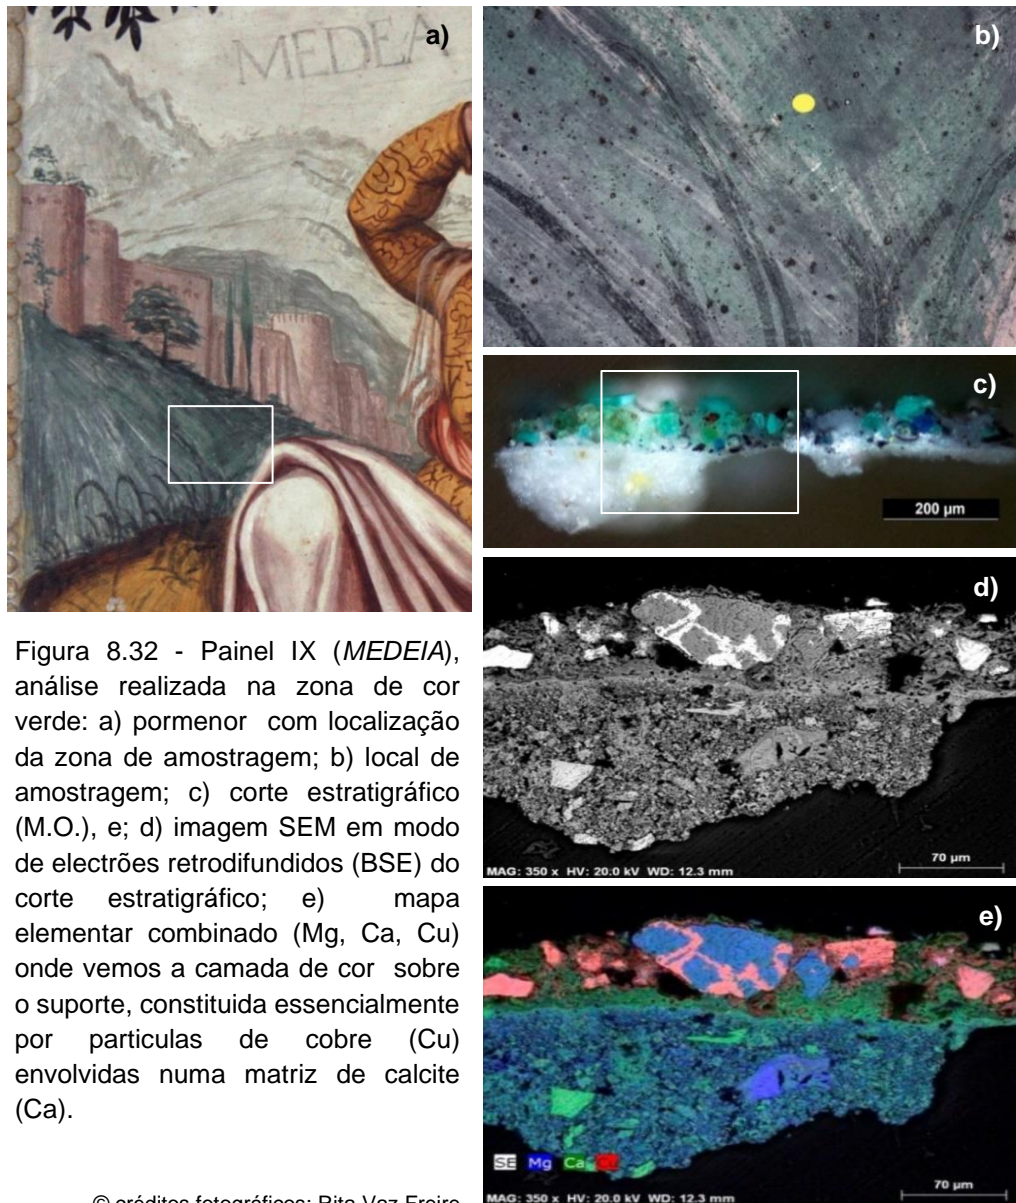 MEDEA
a)
b)
c)
200 µm
d)
MAG: 350 x HV: 20.0 kV WD: 12.3 mm
70 µm
e)
SE Mg Ca Cu
MAG: 350 x HV: 20.0 kV WD: 12.3 mm
70 µm
Figura 8.32 - Painel IX (MEDEIA),
análise realizada na zona de cor
verde: a) pormenor com localização
da zona de amostragem; b) local de
amostragem; c) corte estratigráfico
(M.O.), e; d) imagem SEM em modo
de electrões retrodifundidos (BSE) do
corte estratigráfico; e) mapa
elementar combinado (Mg, Ca, Cu)
onde vemos a camada de cor sobre
o suporte, constituida essencialmente
por particulas de cobre (Cu)
envolvidas numa matriz de calcite
(Ca).
© créditos fotográficos: Rita Vaz Freire